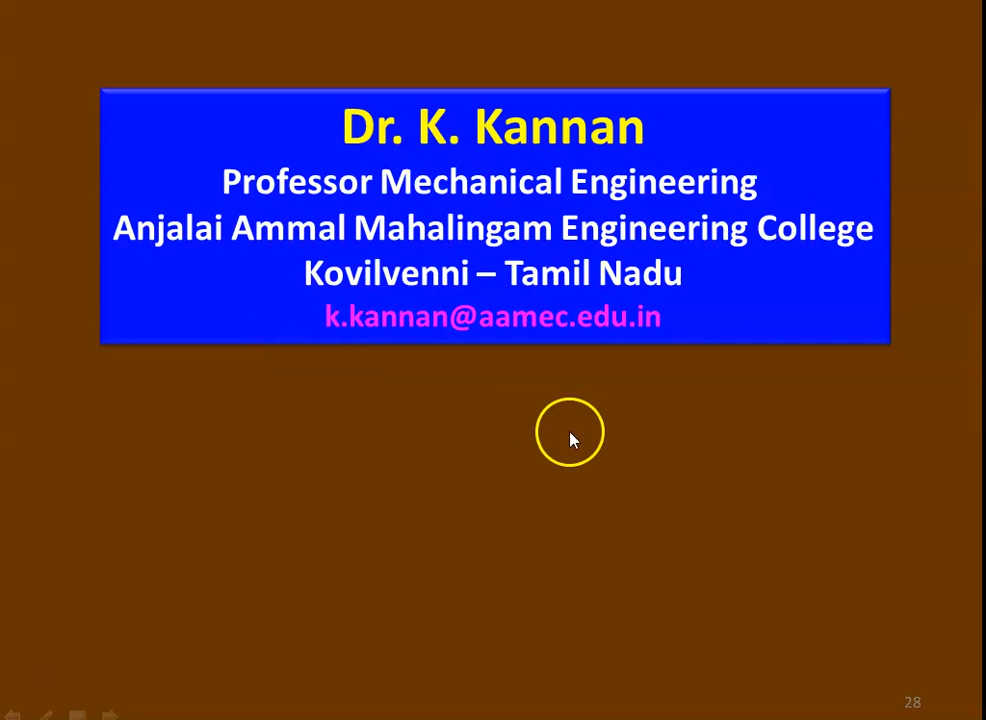 Dr. K. Kannan
Professor Mechanical Engineering
Anjalai Ammal Mahalingam Engineering College
Kovilvenni – Tamil Nadu
k.kannan@aamec.edu.in
28